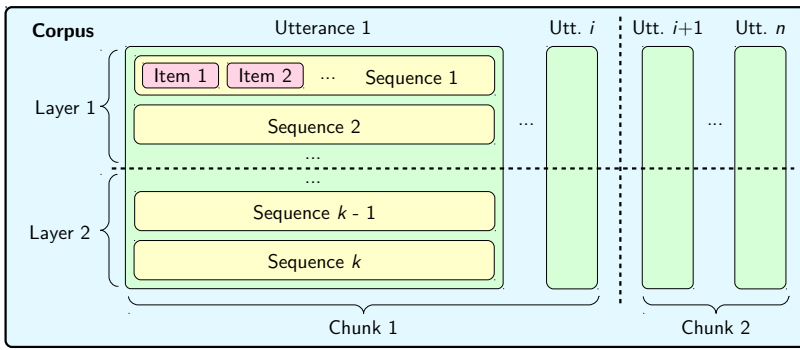 Corpus Utterance 1 Utt. i Utt. i+1 Utt. n
Layer 1
Item 1 Item 2 ... Sequence 1
Sequence 2
...
... ...
...
Layer 2
Sequence k - 1
Sequence k
Chunk 1 Chunk 2